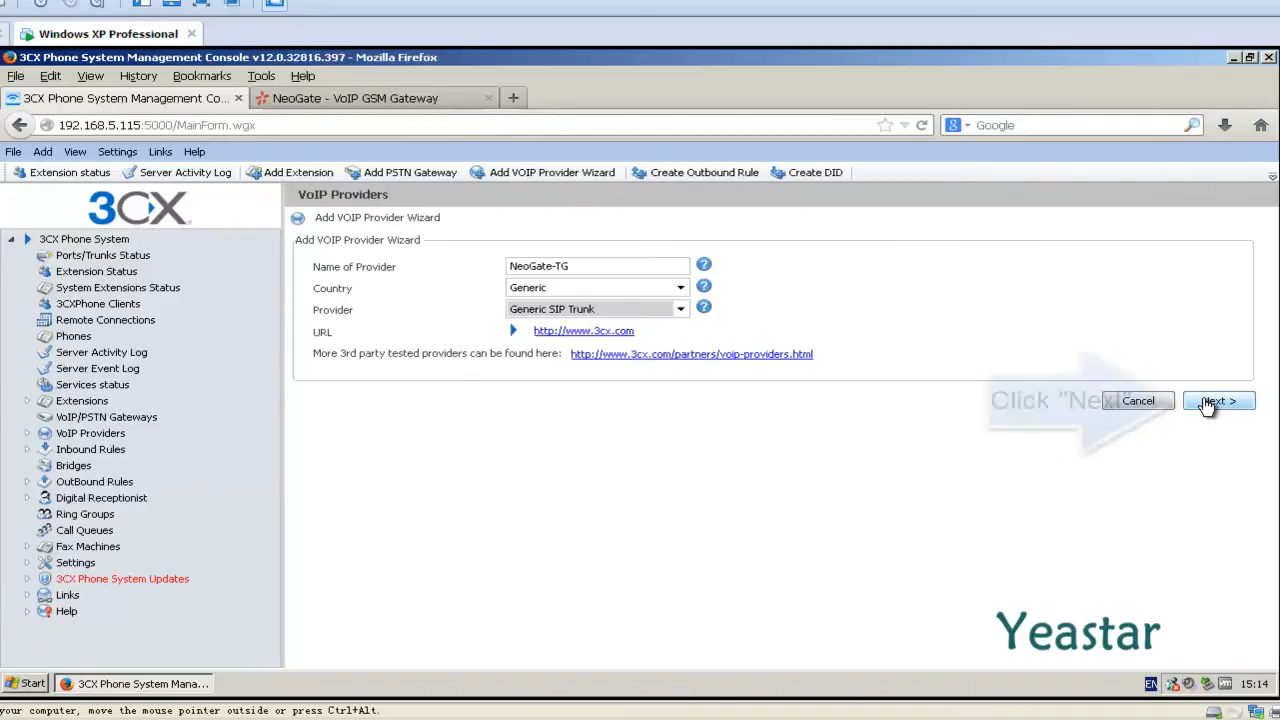 Windows XP Professional
3CX Phone System Management Console v12.0.32816.397 - Mozilla Firefox
File Edit View History Bookmarks Tools Help
3CX Phone System Management Co... NeoGate - VoIP GSM Gateway
192.168.5.115:5000/MainForm.wgx Google
File Add View Settings Links Help
Extension status Server Activity Log Add Extension Add PSTN Gateway Add VOIP Provider Wizard Create Outbound Rule Create DID
3CX
VoIP Providers
Add VOIP Provider Wizard
Add VOIP Provider Wizard
Name of Provider NeoGate-TG
Country Generic
Provider Generic SIP Trunk
URL http://www.3cx.com
More 3rd party tested providers can be found here: http://www.3cx.com/partners/voip-providers.html
Click "Next" Cancel Next >
3CX Phone System
Ports/Trunks Status
Extension Status
System Extensions Status
3CXPhone Clients
Remote Connections
Phones
Server Activity Log
Server Event Log
Services status
Extensions
VoIP/PSTN Gateways
VoIP Providers
Inbound Rules
Bridges
OutBound Rules
Digital Receptionist
Ring Groups
Call Queues
Fax Machines
Settings
3CX Phone System Updates
Links
Help
Yeastar
Start 3CX Phone System Mana... EN 15:14
your computer, move the mouse pointer outside or press Ctrl+Alt.